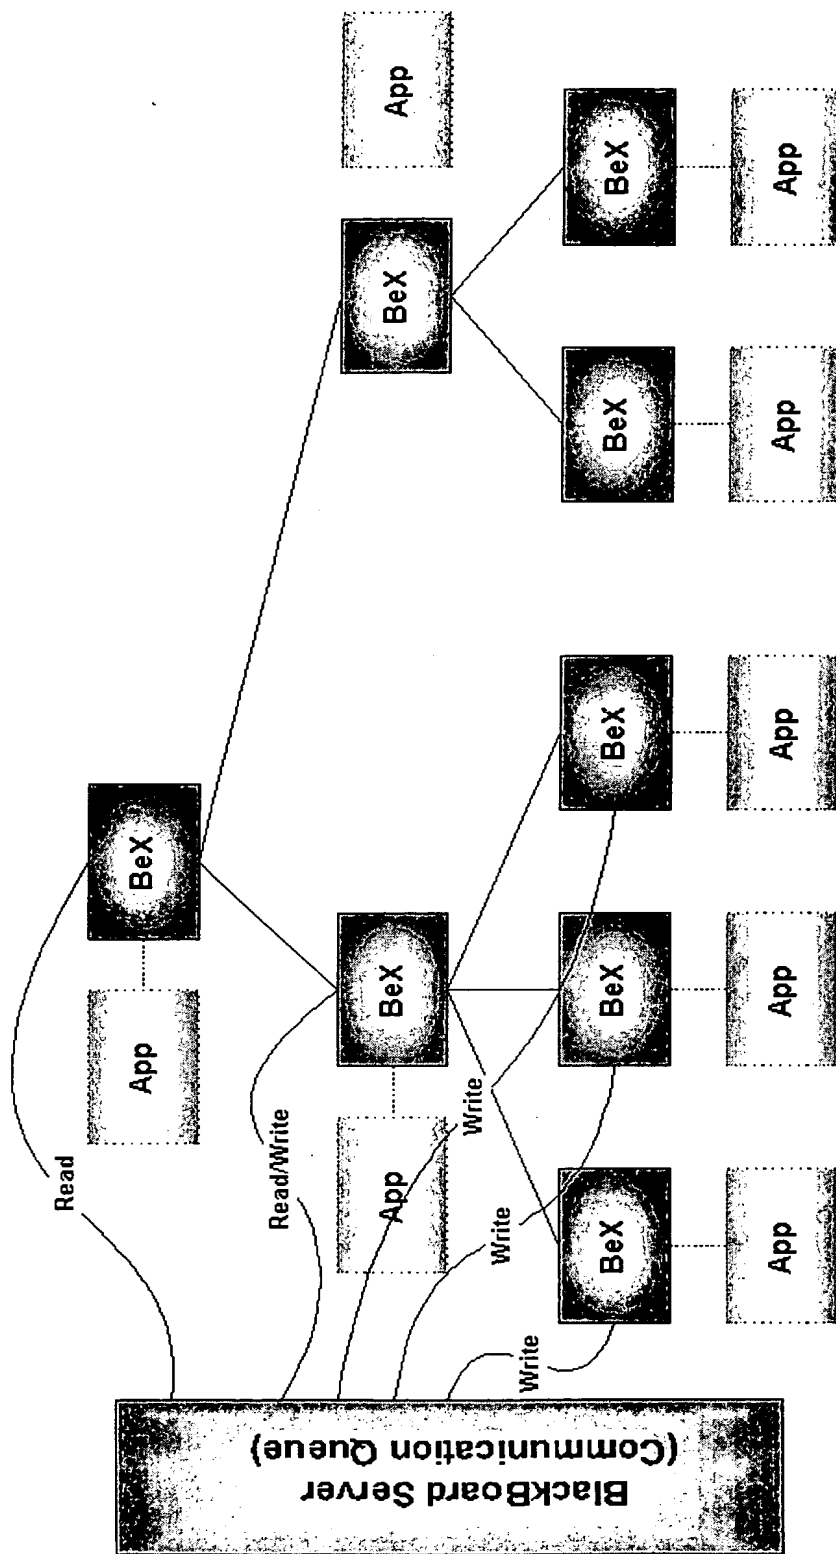 BlackBoard Server
(Communication Queue)
Read
App
BeX
Read/Write
App
BeX
BeX
App
Write
Write
Write
BeX
BeX
BeX
BeX
BeX
App
App
App
App
App